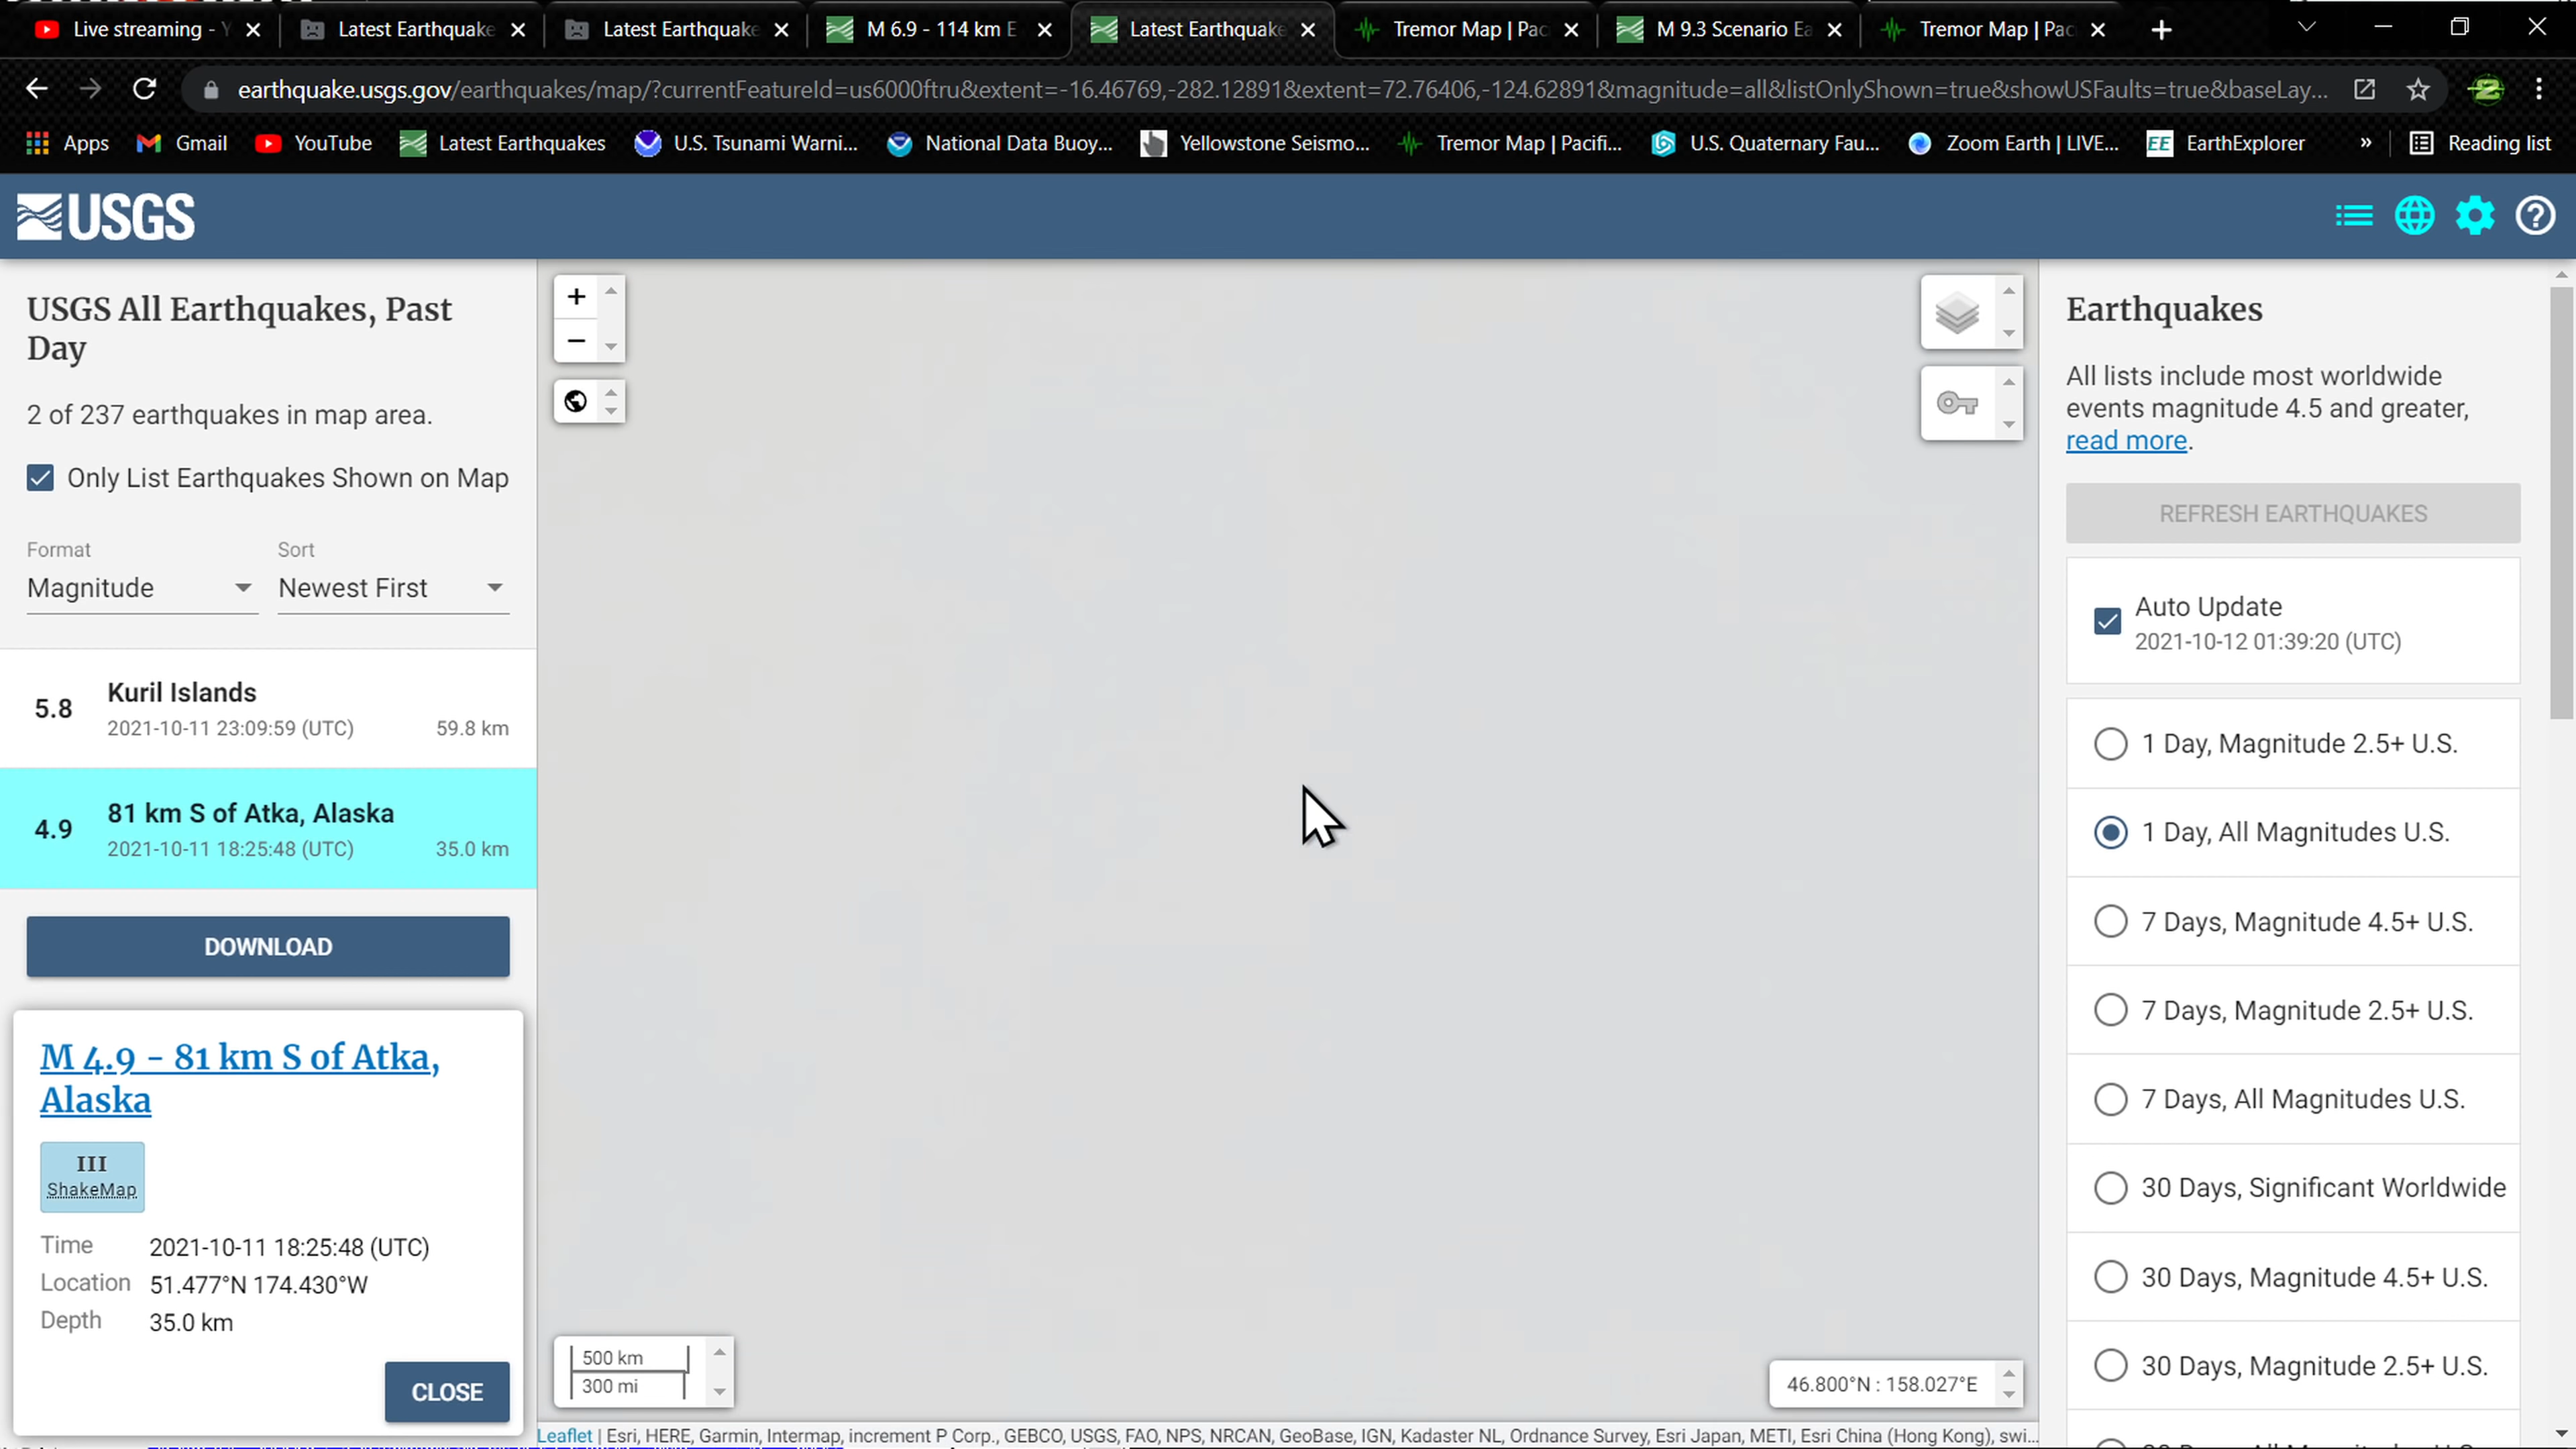 Live streaming - Y
Latest Earthquake
Latest Earthquake
M 6.9 - 114 km E
Latest Earthquake
Tremor Map | Pac
M 9.3 Scenario Ea
Tremor Map | Pac
earthquake.usgs.gov/earthquakes/map/?currentFeatureId=us6000ftru&extent=-16.46769,-282.12891&extent=72.76406,-124.62891&magnitude=all&listOnlyShown=true&showUSFaults=true&baseLay...
Apps
Gmail
YouTube
Latest Earthquakes
U.S. Tsunami Warni...
National Data Buoy...
Yellowstone Seismo...
Tremor Map | Pacifi...
U.S. Quaternary Fau...
Zoom Earth | LIVE...
EE EarthExplorer
»
Reading list
USGS
USGS All Earthquakes, Past
Day
2 of 237 earthquakes in map area.
Only List Earthquakes Shown on Map
Format
Magnitude
Sort
Newest First
5.8
Kuril Islands
2021-10-11 23:09:59 (UTC) 59.8 km
4.9
81 km S of Atka, Alaska
2021-10-11 18:25:48 (UTC) 35.0 km
DOWNLOAD
M 4.9 - 81 km S of Atka,
Alaska
III
ShakeMap
Time 2021-10-11 18:25:48 (UTC)
Location 51.477°N 174.430°W
Depth 35.0 km
CLOSE
+
−
500 km
300 mi
46.800°N : 158.027°E
Leaflet | Esri, HERE, Garmin, Intermap, increment P Corp., GEBCO, USGS, FAO, NPS, NRCAN, GeoBase, IGN, Kadaster NL, Ordnance Survey, Esri Japan, METI, Esri China (Hong Kong), swi...
Earthquakes
All lists include most worldwide
events magnitude 4.5 and greater,
read more.
REFRESH EARTHQUAKES
Auto Update
2021-10-12 01:39:20 (UTC)
1 Day, Magnitude 2.5+ U.S.
1 Day, All Magnitudes U.S.
7 Days, Magnitude 4.5+ U.S.
7 Days, Magnitude 2.5+ U.S.
7 Days, All Magnitudes U.S.
30 Days, Significant Worldwide
30 Days, Magnitude 4.5+ U.S.
30 Days, Magnitude 2.5+ U.S.